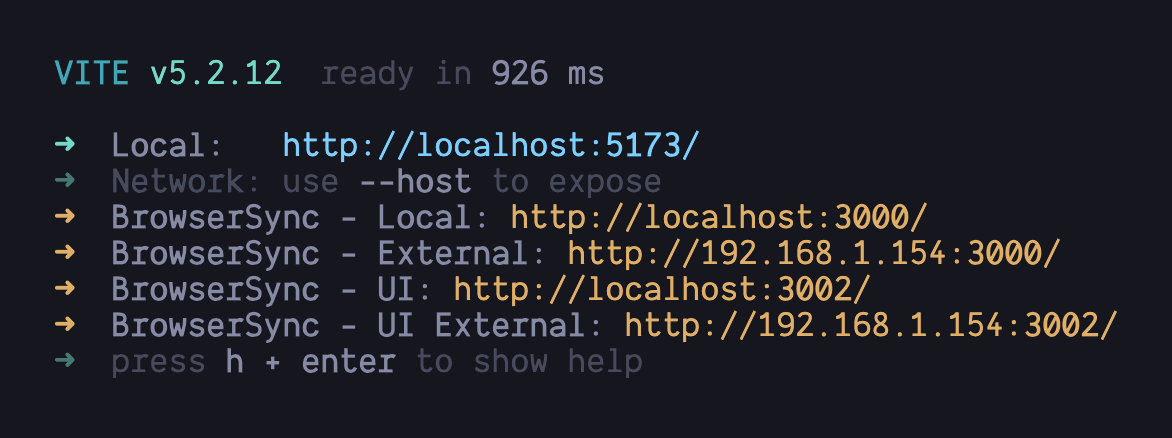 VITE v5.2.12  ready in 926 ms
➜  Local:   http://localhost:5173/
➜  Network: use --host to expose
➜  BrowserSync - Local: http://localhost:3000/
➜  BrowserSync - External: http://192.168.1.154:3000/
➜  BrowserSync - UI: http://localhost:3002/
➜  BrowserSync - UI External: http://192.168.1.154:3002/
➜  press h + enter to show help